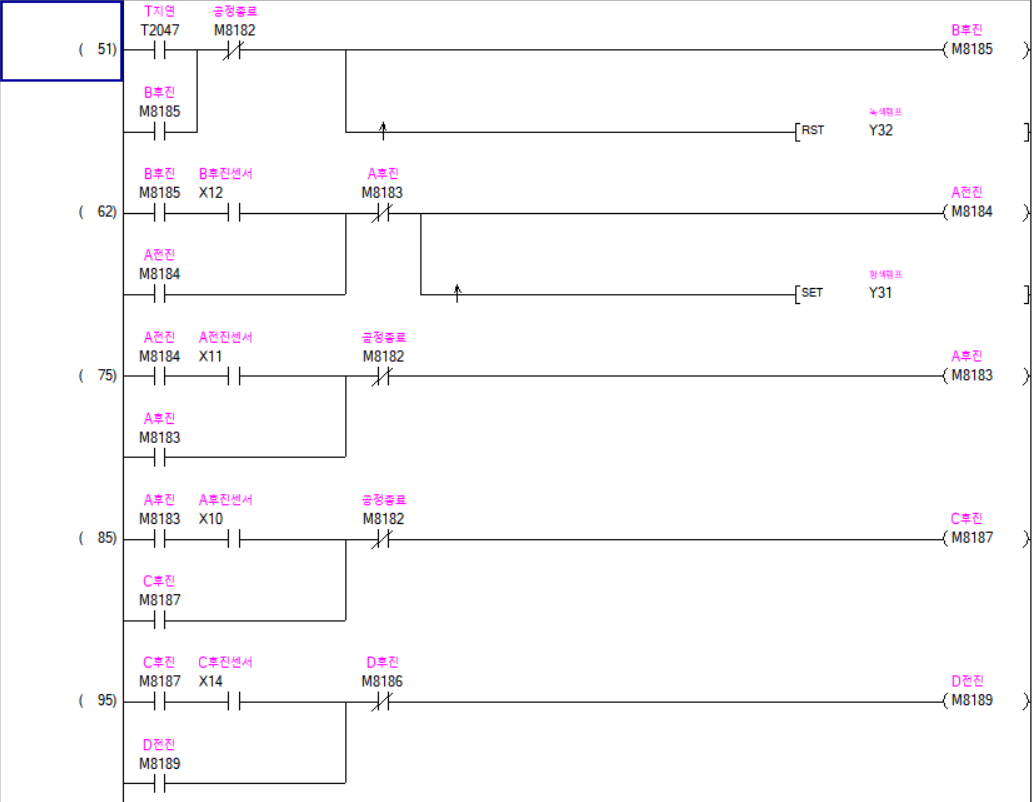 T지연 공정종료
T2047 M8182 B후진
( 51) ( M8185 )
B후진
M8185 녹색램프
[ RST Y32 ]
B후진 B후진센서 A후진
M8185 X12 M8183 A전진
( 62) ( M8184 )
A전진
M8184 황색램프
[ SET Y31 ]
A전진 A전진센서 공정종료
M8184 X11 M8182 A후진
( 75) ( M8183 )
A후진
M8183
A후진 A후진센서 공정종료
M8183 X10 M8182 C후진
( 85) ( M8187 )
C후진
M8187
C후진 C후진센서 D후진
M8187 X14 M8186 D전진
( 95) ( M8189 )
D전진
M8189